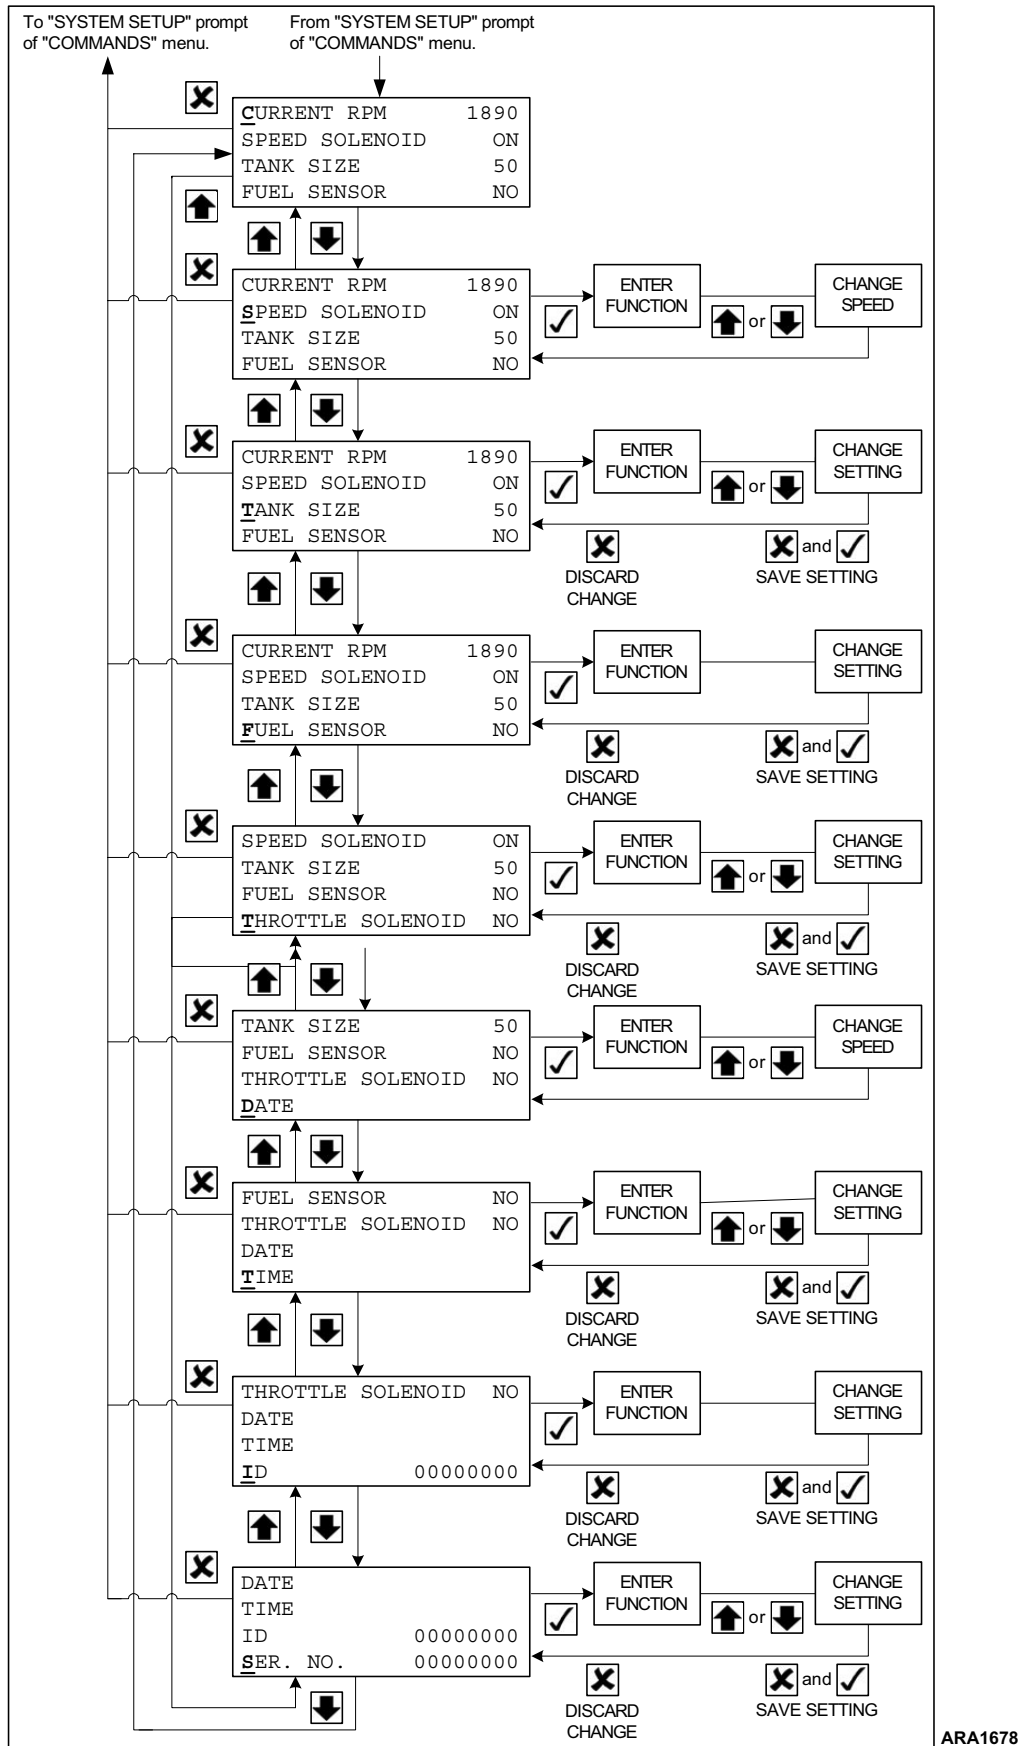 To "SYSTEM SETUP" prompt
of "COMMANDS" menu.
From "SYSTEM SETUP" prompt
of "COMMANDS" menu.
CURRENT RPM 1890
SPEED SOLENOID ON
TANK SIZE 50
FUEL SENSOR NO
CURRENT RPM 1890
SPEED SOLENOID ON
TANK SIZE 50
FUEL SENSOR NO
ENTER
FUNCTION
or
CHANGE
SPEED
CURRENT RPM 1890
SPEED SOLENOID ON
TANK SIZE 50
FUEL SENSOR NO
ENTER
FUNCTION
or
CHANGE
SETTING
DISCARD
CHANGE
and
SAVE SETTING
CURRENT RPM 1890
SPEED SOLENOID ON
TANK SIZE 50
FUEL SENSOR NO
ENTER
FUNCTION
CHANGE
SETTING
DISCARD
CHANGE
and
SAVE SETTING
SPEED SOLENOID ON
TANK SIZE 50
FUEL SENSOR NO
THROTTLE SOLENOID NO
ENTER
FUNCTION
or
CHANGE
SETTING
DISCARD
CHANGE
and
SAVE SETTING
TANK SIZE 50
FUEL SENSOR NO
THROTTLE SOLENOID NO
DATE
ENTER
FUNCTION
or
CHANGE
SPEED
FUEL SENSOR NO
THROTTLE SOLENOID NO
DATE
TIME
ENTER
FUNCTION
or
CHANGE
SETTING
DISCARD
CHANGE
and
SAVE SETTING
THROTTLE SOLENOID NO
DATE
TIME
ID 00000000
ENTER
FUNCTION
CHANGE
SETTING
DISCARD
CHANGE
and
SAVE SETTING
DATE
TIME
ID 00000000
SER. NO. 00000000
ENTER
FUNCTION
or
CHANGE
SETTING
DISCARD
CHANGE
and
SAVE SETTING
ARA1678